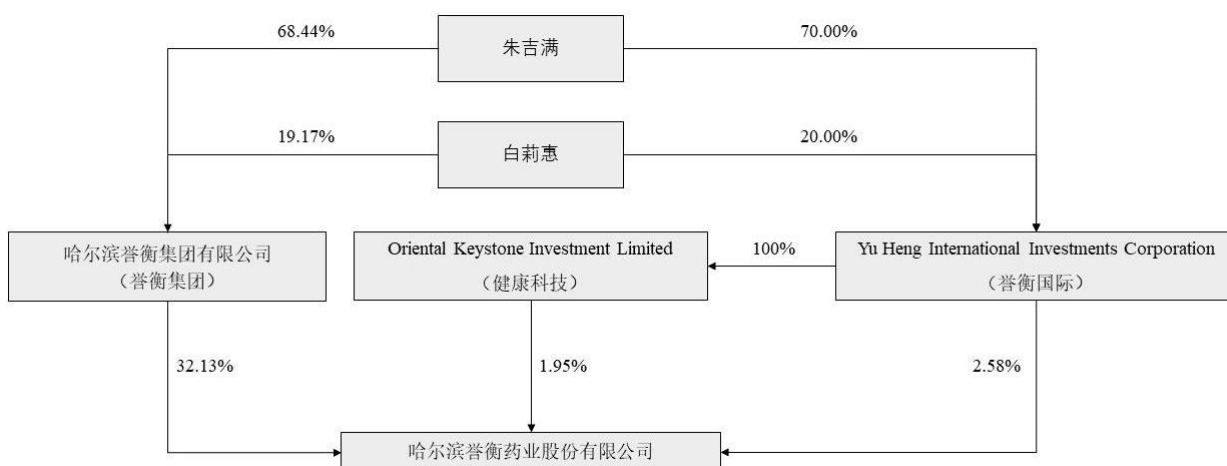 68.44%
朱吉满
70.00%
19.17%
白莉惠
20.00%
哈尔滨誉衡集团有限公司
（誉衡集团）
Oriental Keystone Investment Limited
（健康科技）
100%
Yu Heng International Investments Corporation
（誉衡国际）
32.13%
1.95%
2.58%
哈尔滨誉衡药业股份有限公司